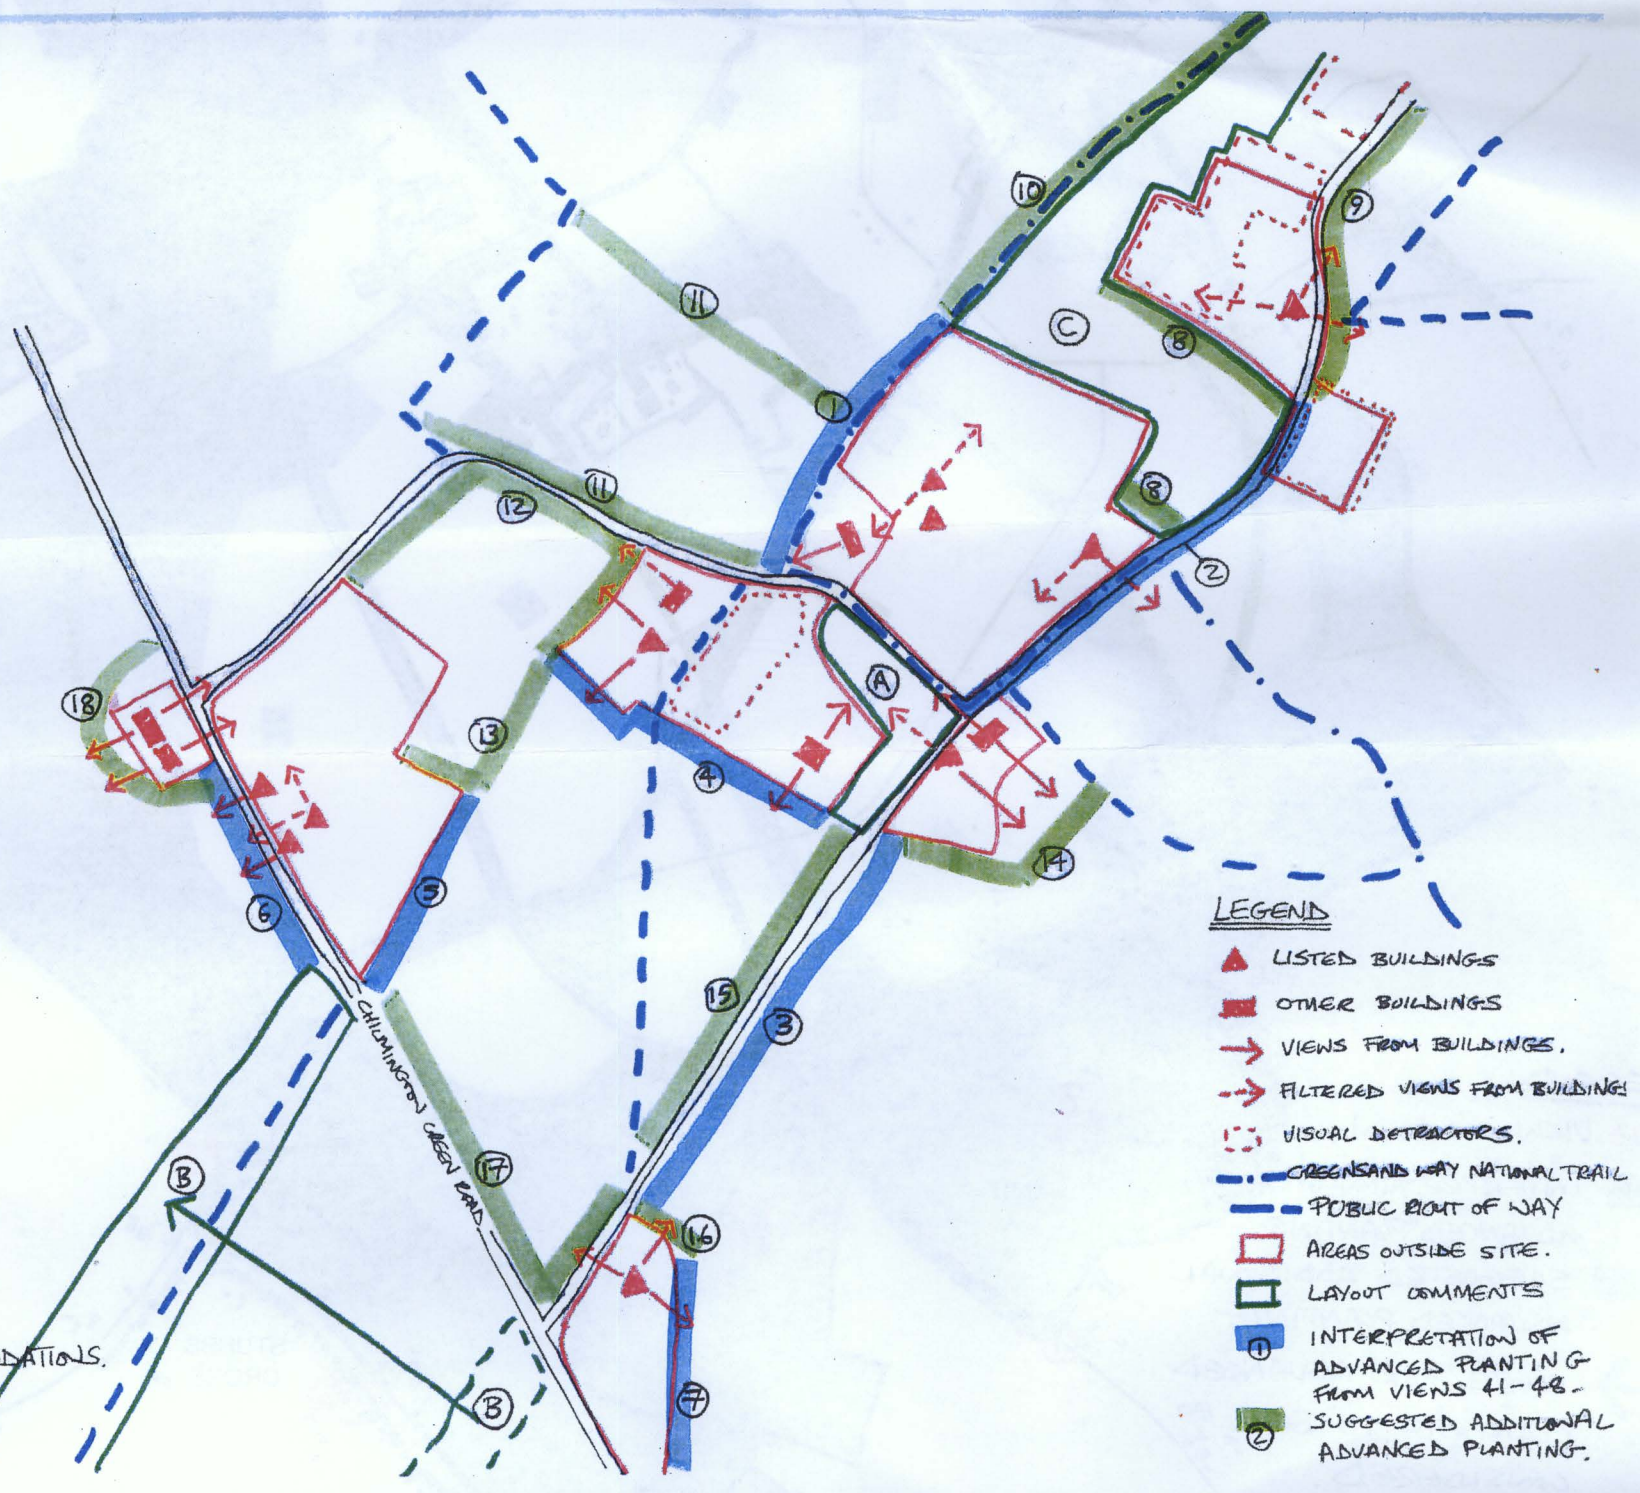 10
9
11
C
8
1
11
8
12
2
A
18
13
4
14
5
6
15
3
CHILMINGTON GREEN ROAD
17
B
16
B
7
DATIONS.
LEGEND
LISTED BUILDINGS
OTHER BUILDINGS
VIEWS FROM BUILDINGS.
FILTERED VIEWS FROM BUILDINGS
VISUAL DETRACTORS.
GREENSAND WAY NATIONAL TRAIL
PUBLIC RIGHT OF WAY
AREAS OUTSIDE SITE.
LAYOUT COMMENTS
1 INTERPRETATION OF
ADVANCED PLANTING
FROM VIEWS 41-48-
2 SUGGESTED ADDITIONAL
ADVANCED PLANTING.